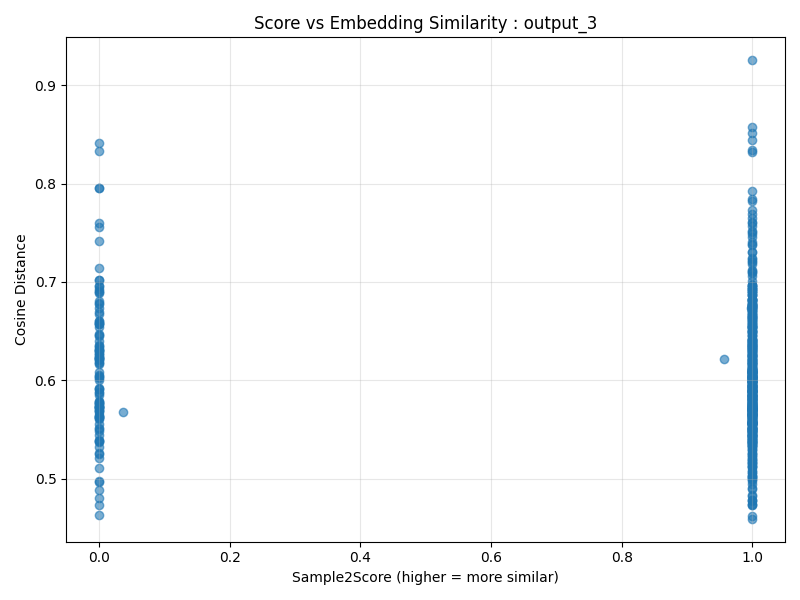 Score vs Embedding Similarity : output_3
Cosine Distance
0.9
0.8
0.7
0.6
0.5
0.0 0.2 0.4 0.6 0.8 1.0
Sample2Score (higher = more similar)